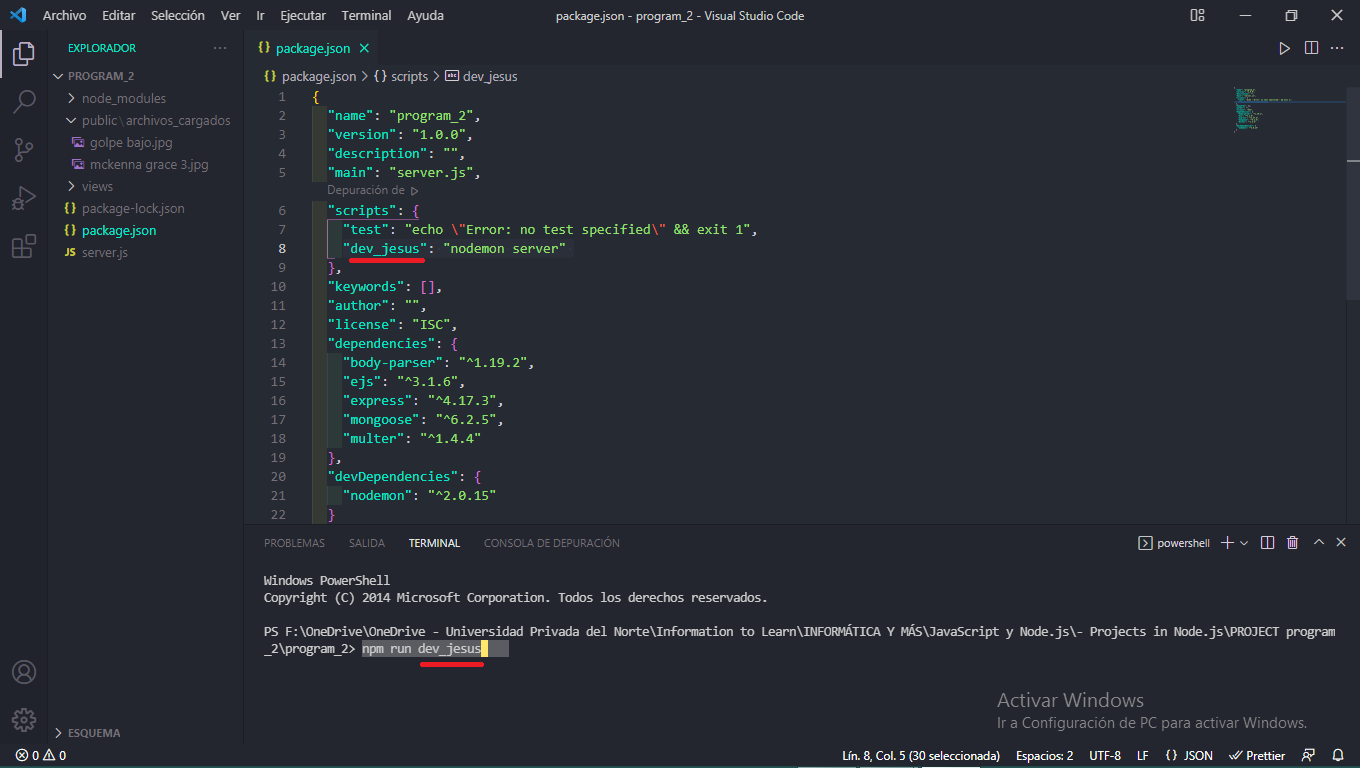 Archivo Editar Selección Ver Ir Ejecutar Terminal Ayuda package.json - program_2 - Visual Studio Code
EXPLORADOR ···
PROGRAM_2
node_modules
public \ archivos_cargados
golpe bajo.jpg
mckenna grace 3.jpg
views
{} package-lock.json
{} package.json
JS server.js
ESQUEMA
{} package.json
{} package.json > {} scripts > abc dev_jesus
1 {
2 "name": "program_2",
3 "version": "1.0.0",
4 "description": "",
5 "main": "server.js",
Depuración de
6 "scripts": {
7 "test": "echo \"Error: no test specified\" && exit 1",
8 "dev_jesus": "nodemon server"
9 },
10 "keywords": [],
11 "author": "",
12 "license": "ISC",
13 "dependencies": {
14 "body-parser": "^1.19.2",
15 "ejs": "^3.1.6",
16 "express": "^4.17.3",
17 "mongoose": "^6.2.5",
18 "multer": "^1.4.4"
19 },
20 "devDependencies": {
21 "nodemon": "^2.0.15"
22 }
PROBLEMAS SALIDA TERMINAL CONSOLA DE DEPURACIÓN powershell
Windows PowerShell
Copyright (C) 2014 Microsoft Corporation. Todos los derechos reservados.
PS F:\OneDrive\OneDrive - Universidad Privada del Norte\Information to Learn\INFORMÁTICA Y MÁS\JavaScript y Node.js\- Projects in Node.js\PROJECT program
_2\program_2> npm run dev_jesus
Activar Windows
Ir a Configuración de PC para activar Windows.
0 0 Lín. 8, Col. 5 (30 seleccionada) Espacios: 2 UTF-8 LF {} JSON Prettier